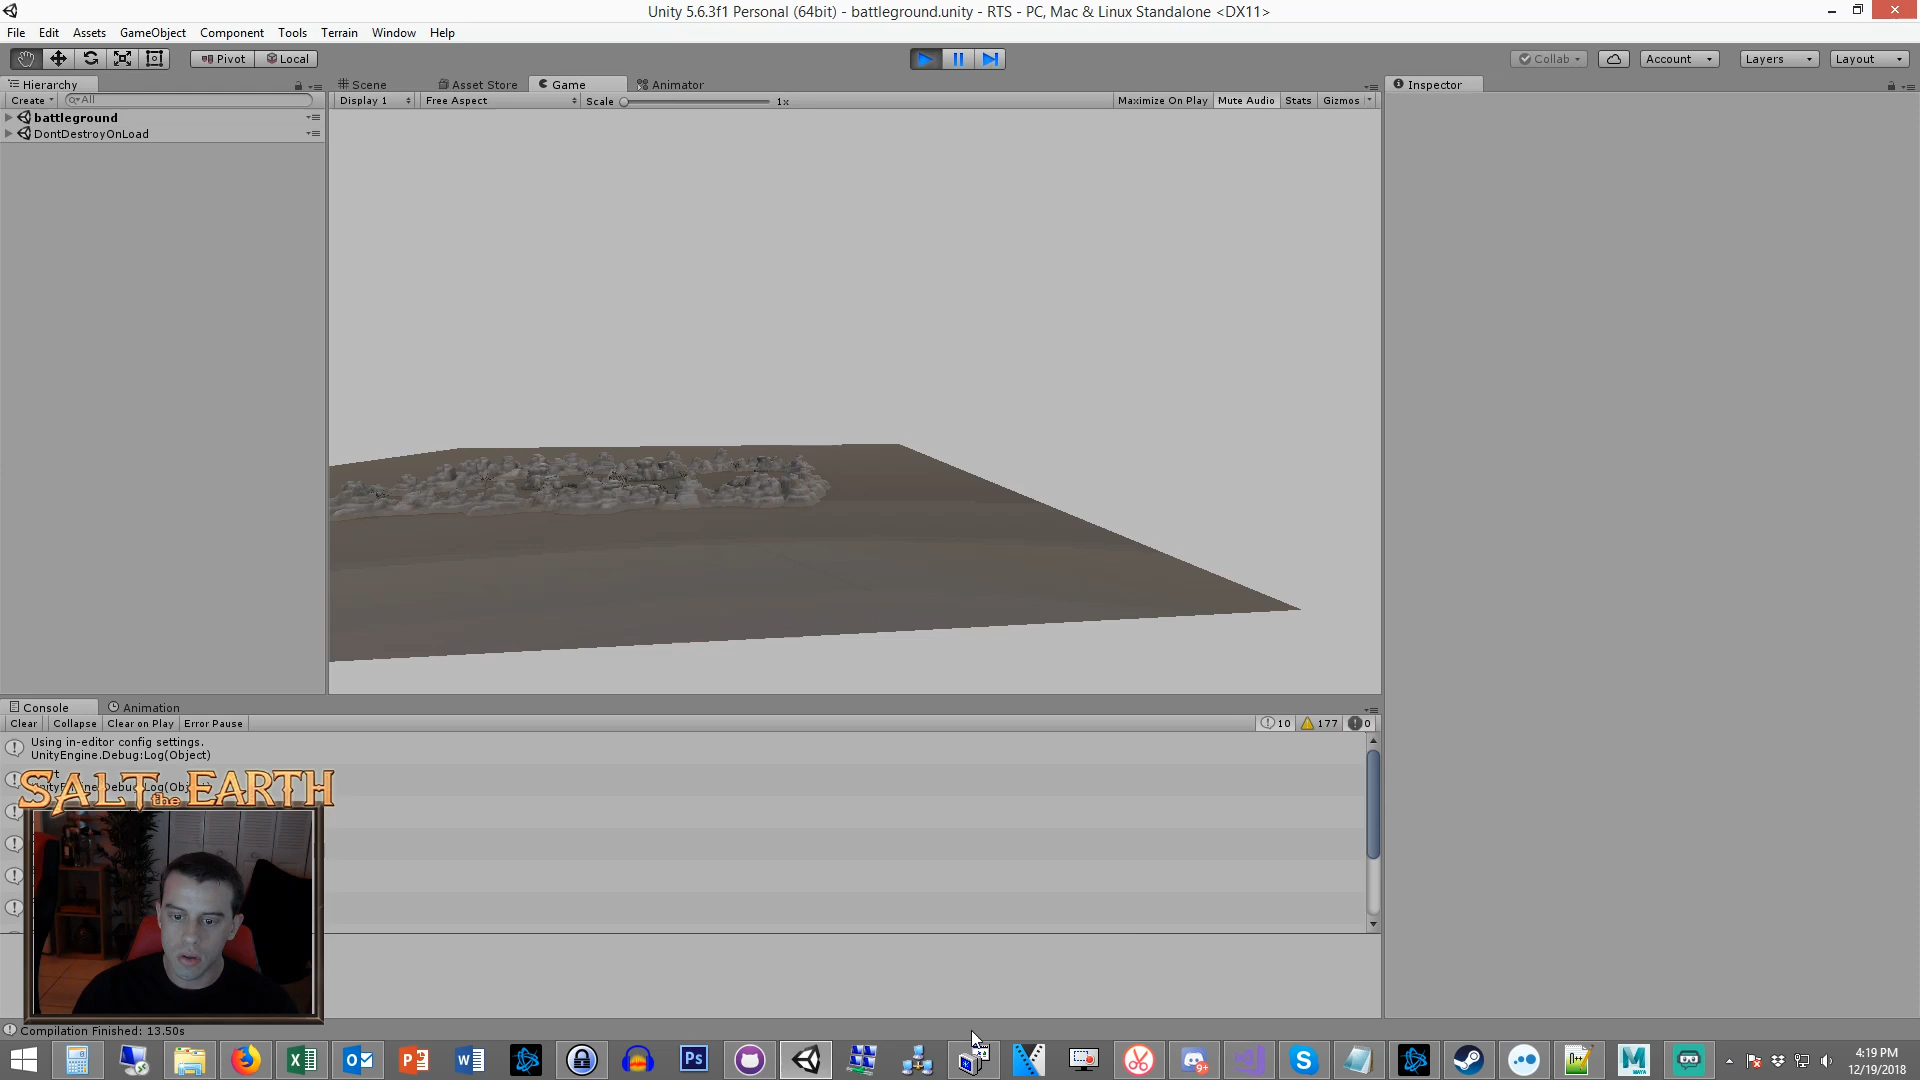 Unity 5.6.3f1 Personal (64bit) - battleground.unity - RTS - PC, Mac & Linux Standalone <DX11>
File Edit Assets GameObject Component Tools Terrain Window Help
Pivot Local Collab Account Layers Layout
Hierarchy Scene Asset Store Game Animator Inspector
Create All Display 1 Free Aspect Scale 1x Maximize On Play Mute Audio Stats Gizmos
battleground
DontDestroyOnLoad
Console Animation
Clear Collapse Clear on Play Error Pause 10 177 0
Using in-editor config settings.
UnityEngine.Debug:Log(Object)
SALT the EARTH
Compilation Finished: 13.50s
Ps
9+
MAYA
4:19 PM
12/19/2018